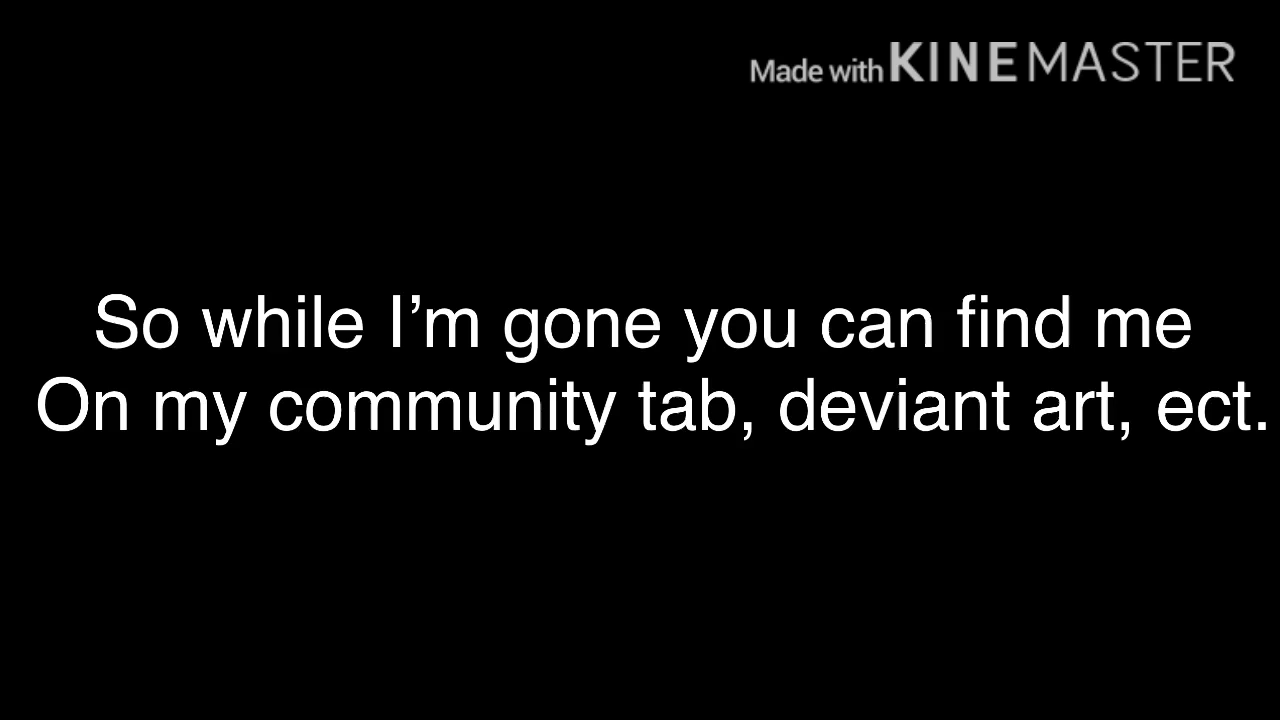 Made with KINEMASTER
So while I’m gone you can find me
On my community tab, deviant art, ect.